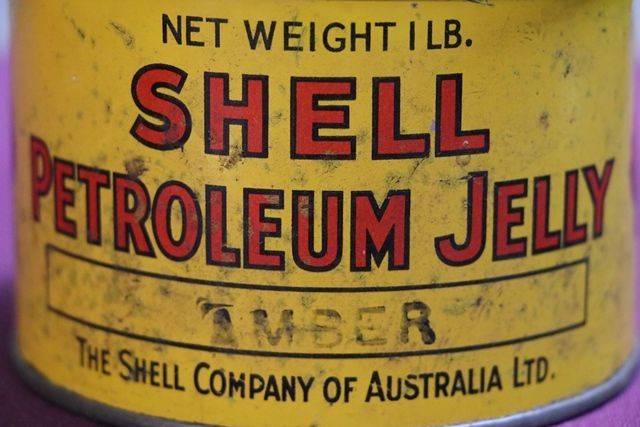 NET WEIGHT 1 LB.
SHELL
PETROLEUM JELLY
AMBER
THE SHELL COMPANY OF AUSTRALIA LTD.